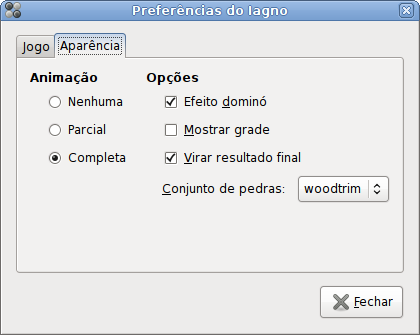 Preferências do Iagno
Jogo Aparência
Animação Opções
Nenhuma Efeito dominó
Parcial Mostrar grade
Completa Virar resultado final
Conjunto de pedras: woodtrim
Fechar